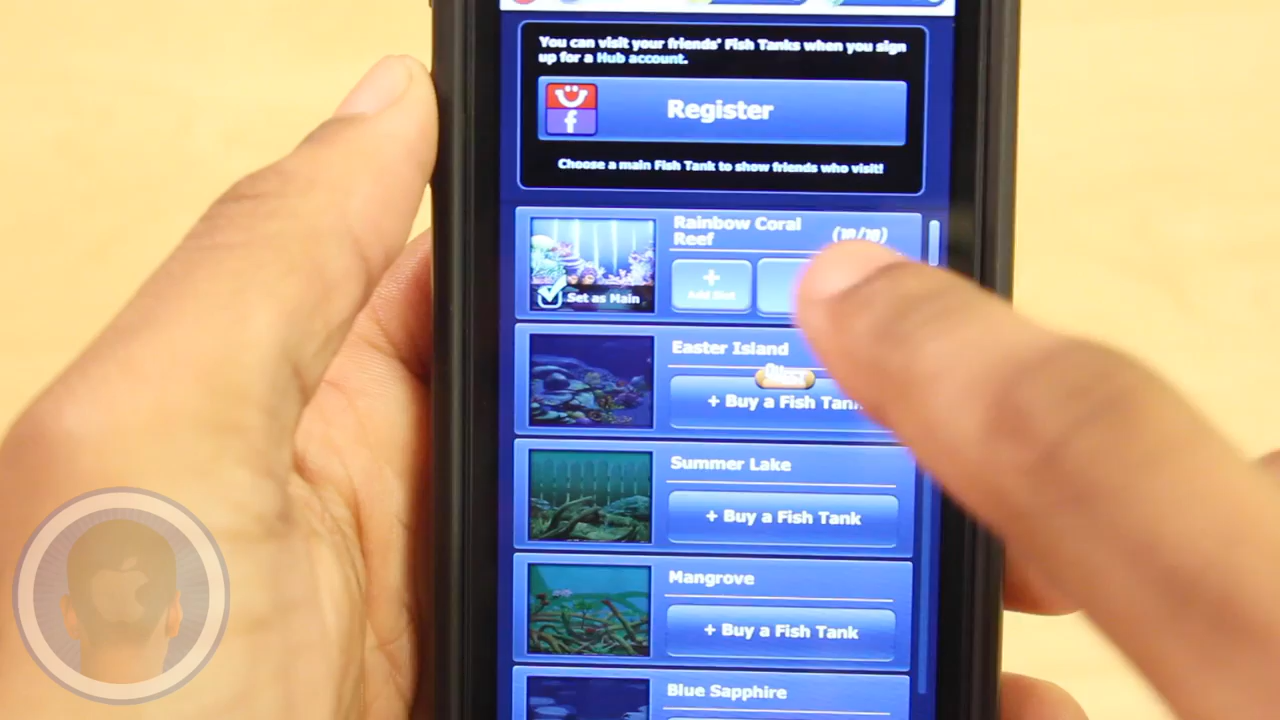 You can visit your friends' Fish Tanks when you sign
up for a Hub account.
f
Register
Choose a main Fish Tank to show friends who visit!
Rainbow Coral
Reef
Set as Main
+
Add Slot
Easter Island
+ Buy a Fish Tank
Summer Lake
+ Buy a Fish Tank
Mangrove
+ Buy a Fish Tank
Blue Sapphire